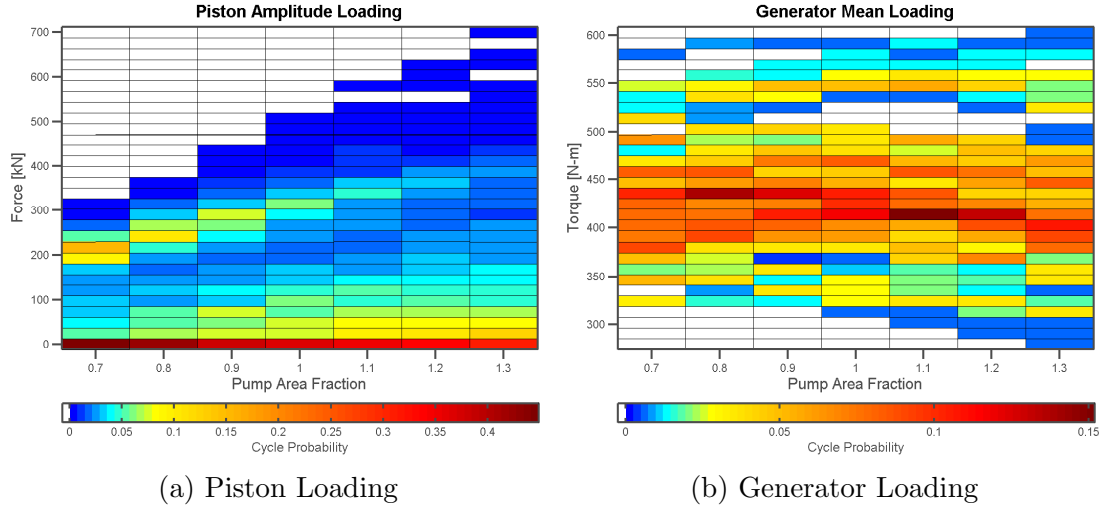 Piston Amplitude Loading
Force [kN]
700
600
500
400
300
200
100
0
0.7 0.8 0.9 1 1.1 1.2 1.3
Pump Area Fraction
0 0.05 0.1 0.15 0.2 0.25 0.3 0.35 0.4
Cycle Probability
(a) Piston Loading
Generator Mean Loading
Torque [N-m]
600
550
500
450
400
350
300
0.7 0.8 0.9 1 1.1 1.2 1.3
Pump Area Fraction
0 0.05 0.1 0.15
Cycle Probability
(b) Generator Loading